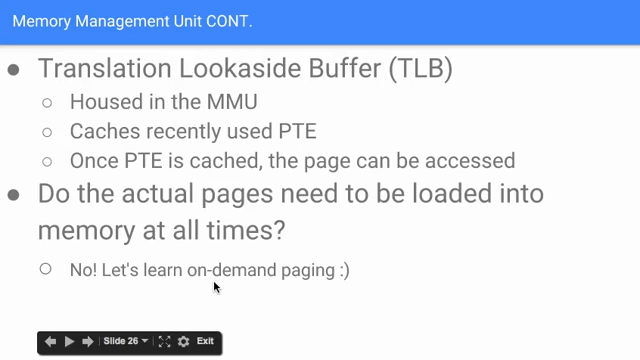 Memory Management Unit CONT.
● Translation Lookaside Buffer (TLB)
○ Housed in the MMU
○ Caches recently used PTE
○ Once PTE is cached, the page can be accessed
● Do the actual pages need to be loaded into
memory at all times?
○ No! Let's learn on-demand paging :)
Slide 26 Exit